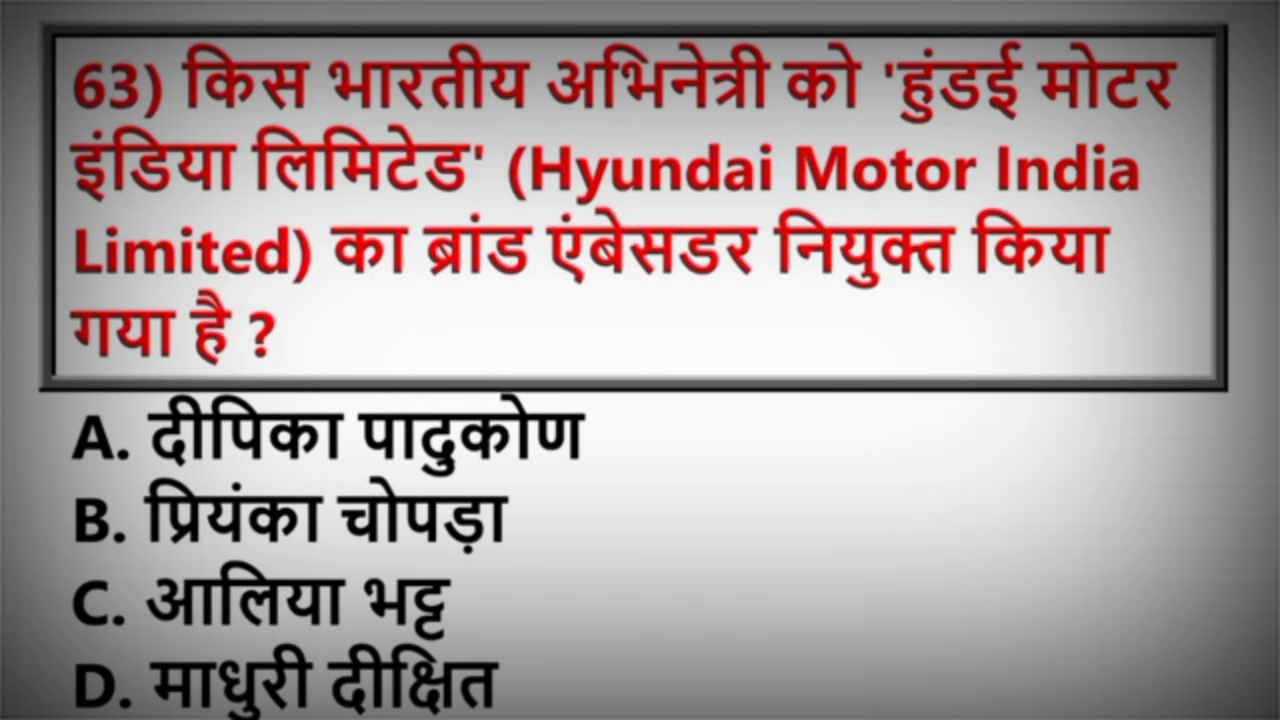 63) किस भारतीय अभिनेत्री को 'हुंडई मोटर
इंडिया लिमिटेड' (Hyundai Motor India
Limited) का ब्रांड एंबेसडर नियुक्त किया
गया है ?
A. दीपिका पादुकोण
B. प्रियंका चोपड़ा
C. आलिया भट्ट
D. माधुरी दीक्षित